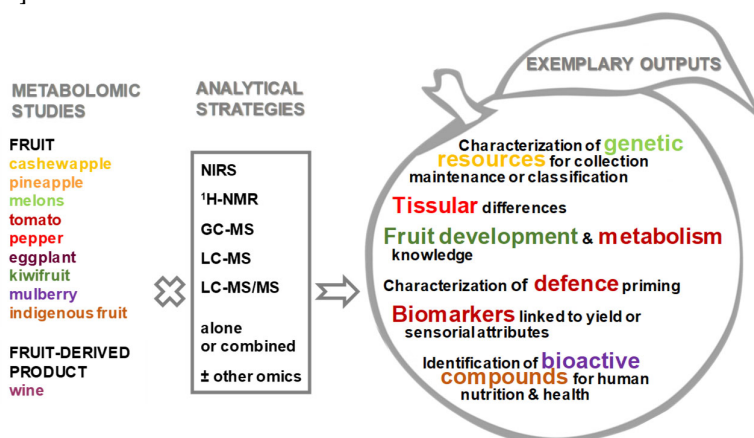 ]
METABOLOMIC
STUDIES
FRUIT
cashewapple
pineapple
melons
tomato
pepper
eggplant
kiwifruit
mulberry
indigenous fruit
FRUIT-DERIVED
PRODUCT
wine
ANALYTICAL
STRATEGIES
NIRS
¹H-NMR
GC-MS
LC-MS
LC-MS/MS
alone
or combined
± other omics
EXEMPLARY OUTPUTS
Characterization of genetic
resources for collection
maintenance or classification
Tissular differences
Fruit development & metabolism
knowledge
Characterization of defence priming
Biomarkers linked to yield or
sensorial attributes
Identification of bioactive
compounds for human
nutrition & health